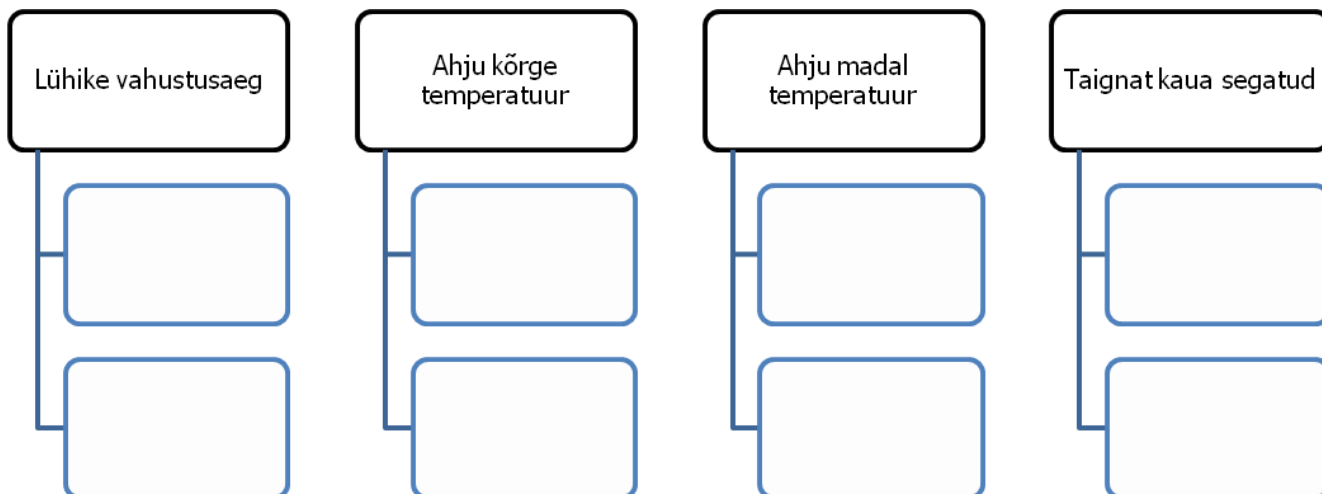 Lühike vahustusaeg
Ahju kõrge
temperatuur
Ahju madal
temperatuur
Taignat kaua segatud